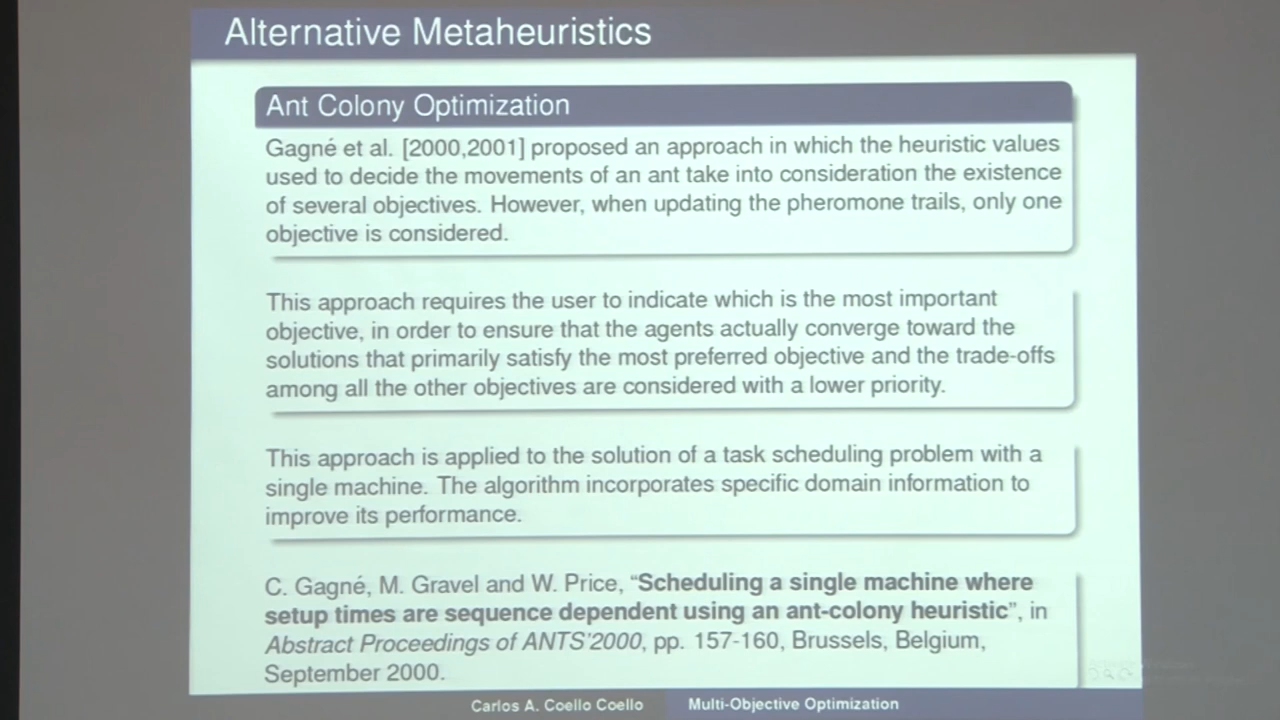 Alternative Metaheuristics
Ant Colony Optimization
Gagné et al. [2000,2001] proposed an approach in which the heuristic values
used to decide the movements of an ant take into consideration the existence
of several objectives. However, when updating the pheromone trails, only one
objective is considered.
This approach requires the user to indicate which is the most important
objective, in order to ensure that the agents actually converge toward the
solutions that primarily satisfy the most preferred objective and the trade-offs
among all the other objectives are considered with a lower priority.
This approach is applied to the solution of a task scheduling problem with a
single machine. The algorithm incorporates specific domain information to
improve its performance.
C. Gagné, M. Gravel and W. Price, “Scheduling a single machine where
setup times are sequence dependent using an ant-colony heuristic”, in
Abstract Proceedings of ANTS’2000, pp. 157-160, Brussels, Belgium,
September 2000.
Carlos A. Coello Coello Multi-Objective Optimization